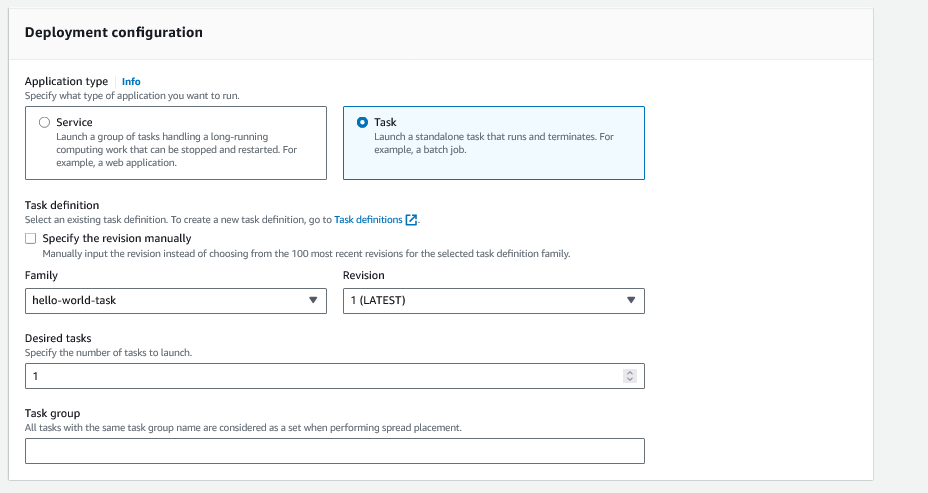 Deployment configuration
Application type Info
Specify what type of application you want to run.
Service
Launch a group of tasks handling a long-running
computing work that can be stopped and restarted. For
example, a web application.
Task
Launch a standalone task that runs and terminates. For
example, a batch job.
Task definition
Select an existing task definition. To create a new task definition, go to Task definitions.
Specify the revision manually
Manually input the revision instead of choosing from the 100 most recent revisions for the selected task definition family.
Family
hello-world-task
Revision
1 (LATEST)
Desired tasks
Specify the number of tasks to launch.
1
Task group
All tasks with the same task group name are considered as a set when performing spread placement.